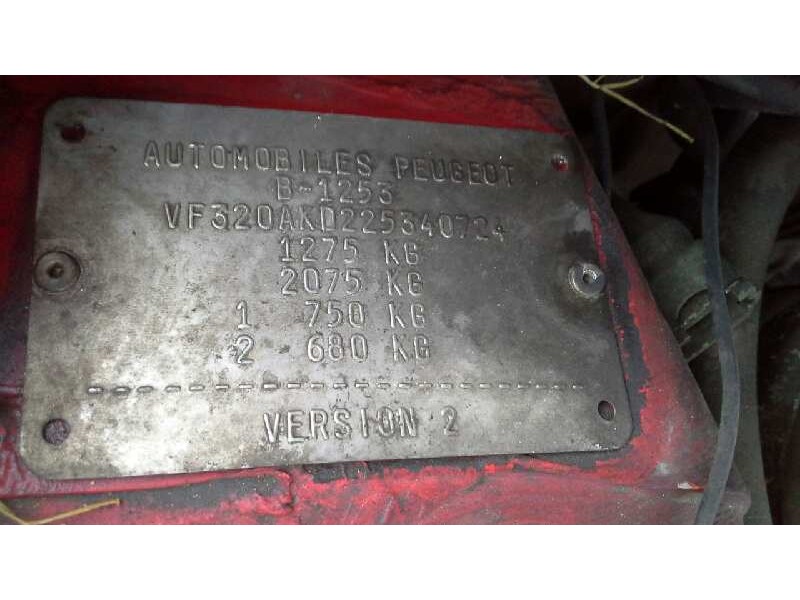 AUTOMOBILES PEUGEOT
B-1253
VF320AKD225340724
1275 KG
2075 KG
1 750 KG
2 680 KG
VERSION 2